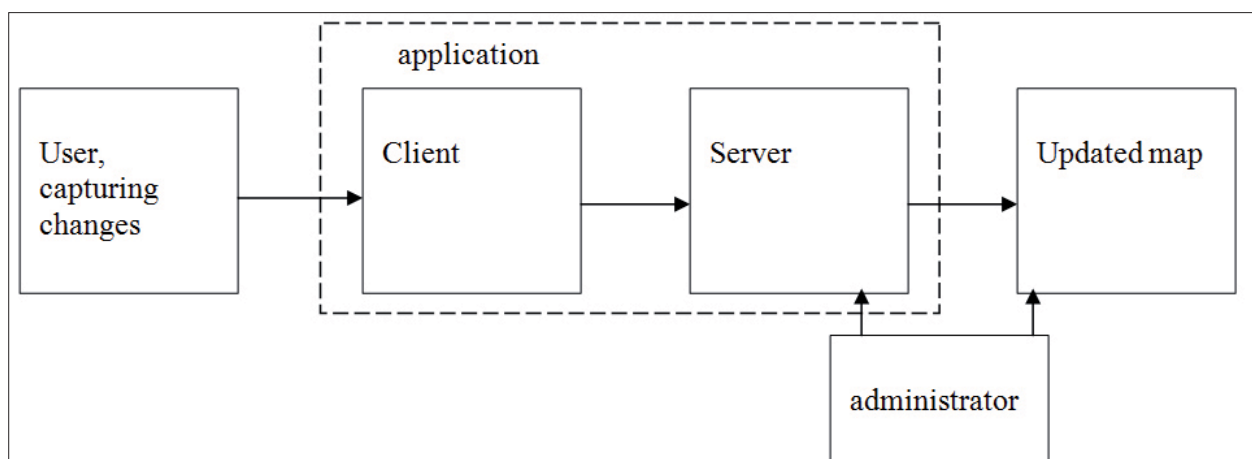 application
User,
capturing
changes
Client
Server
Updated map
administrator